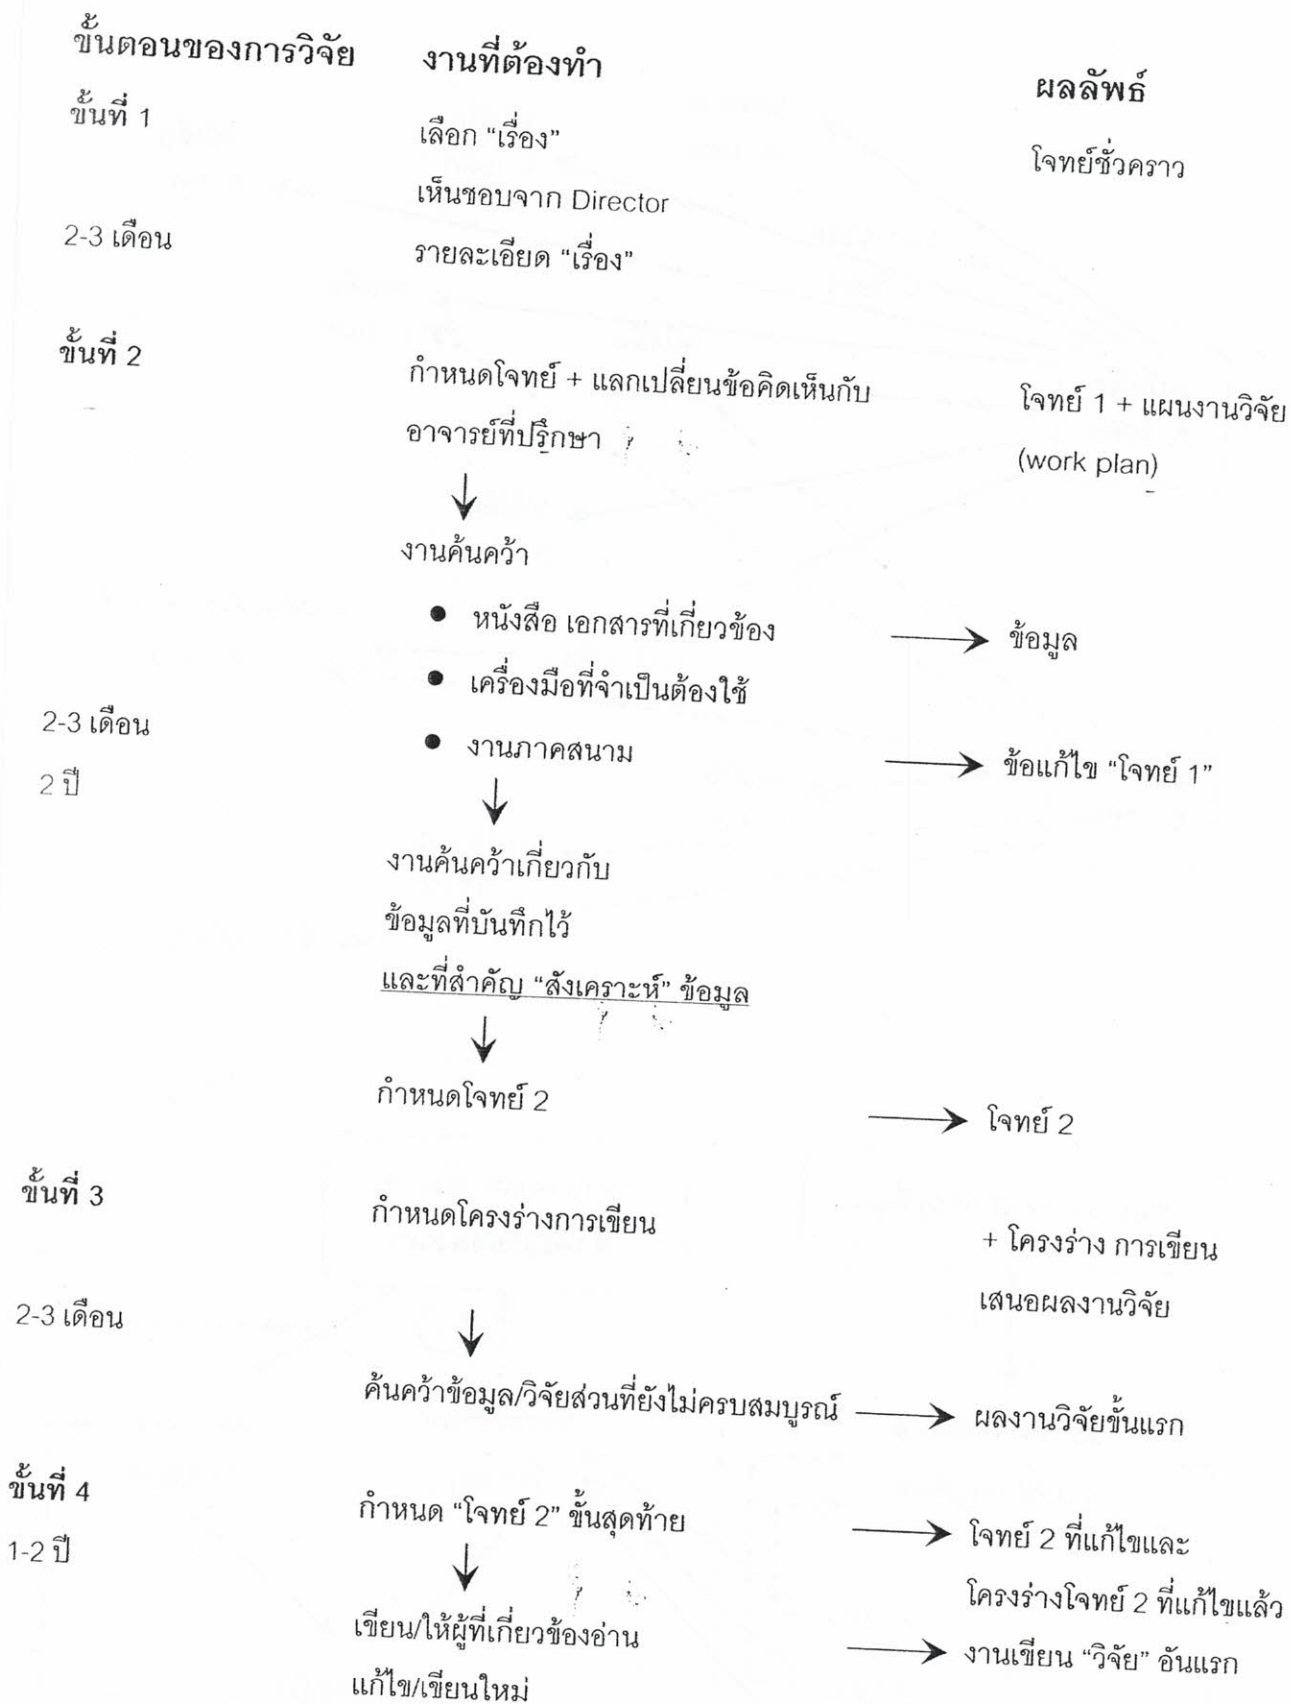 ขั้นตอนของการวิจัย งานที่ต้องทำ ผลลัพธ์
ขั้นที่ 1 เลือก “เรื่อง” โจทย์ชั่วคราว
เห็นชอบจาก Director
2-3 เดือน รายละเอียด “เรื่อง”
ขั้นที่ 2 กำหนดโจทย์ + แลกเปลี่ยนข้อคิดเห็นกับ โจทย์ 1 + แผนงานวิจัย
อาจารย์ที่ปรึกษา (work plan)
งานค้นคว้า
● หนังสือ เอกสารที่เกี่ยวข้อง ข้อมูล
● เครื่องมือที่จำเป็นต้องใช้
2-3 เดือน ● งานภาคสนาม ข้อแก้ไข “โจทย์ 1”
2 ปี
งานค้นคว้าเกี่ยวกับ
ข้อมูลที่บันทึกไว้
และที่สำคัญ “สังเคราะห์” ข้อมูล
กำหนดโจทย์ 2 โจทย์ 2
ขั้นที่ 3 กำหนดโครงร่างการเขียน + โครงร่าง การเขียน
2-3 เดือน เสนอผลงานวิจัย
ค้นคว้าข้อมูล/วิจัยส่วนที่ยังไม่ครบสมบูรณ์ ผลงานวิจัยขั้นแรก
ขั้นที่ 4 กำหนด “โจทย์ 2” ขั้นสุดท้าย โจทย์ 2 ที่แก้ไขและ
1-2 ปี โครงร่างโจทย์ 2 ที่แก้ไขแล้ว
เขียน/ให้ผู้ที่เกี่ยวข้องอ่าน งานเขียน “วิจัย” อันแรก
แก้ไข/เขียนใหม่